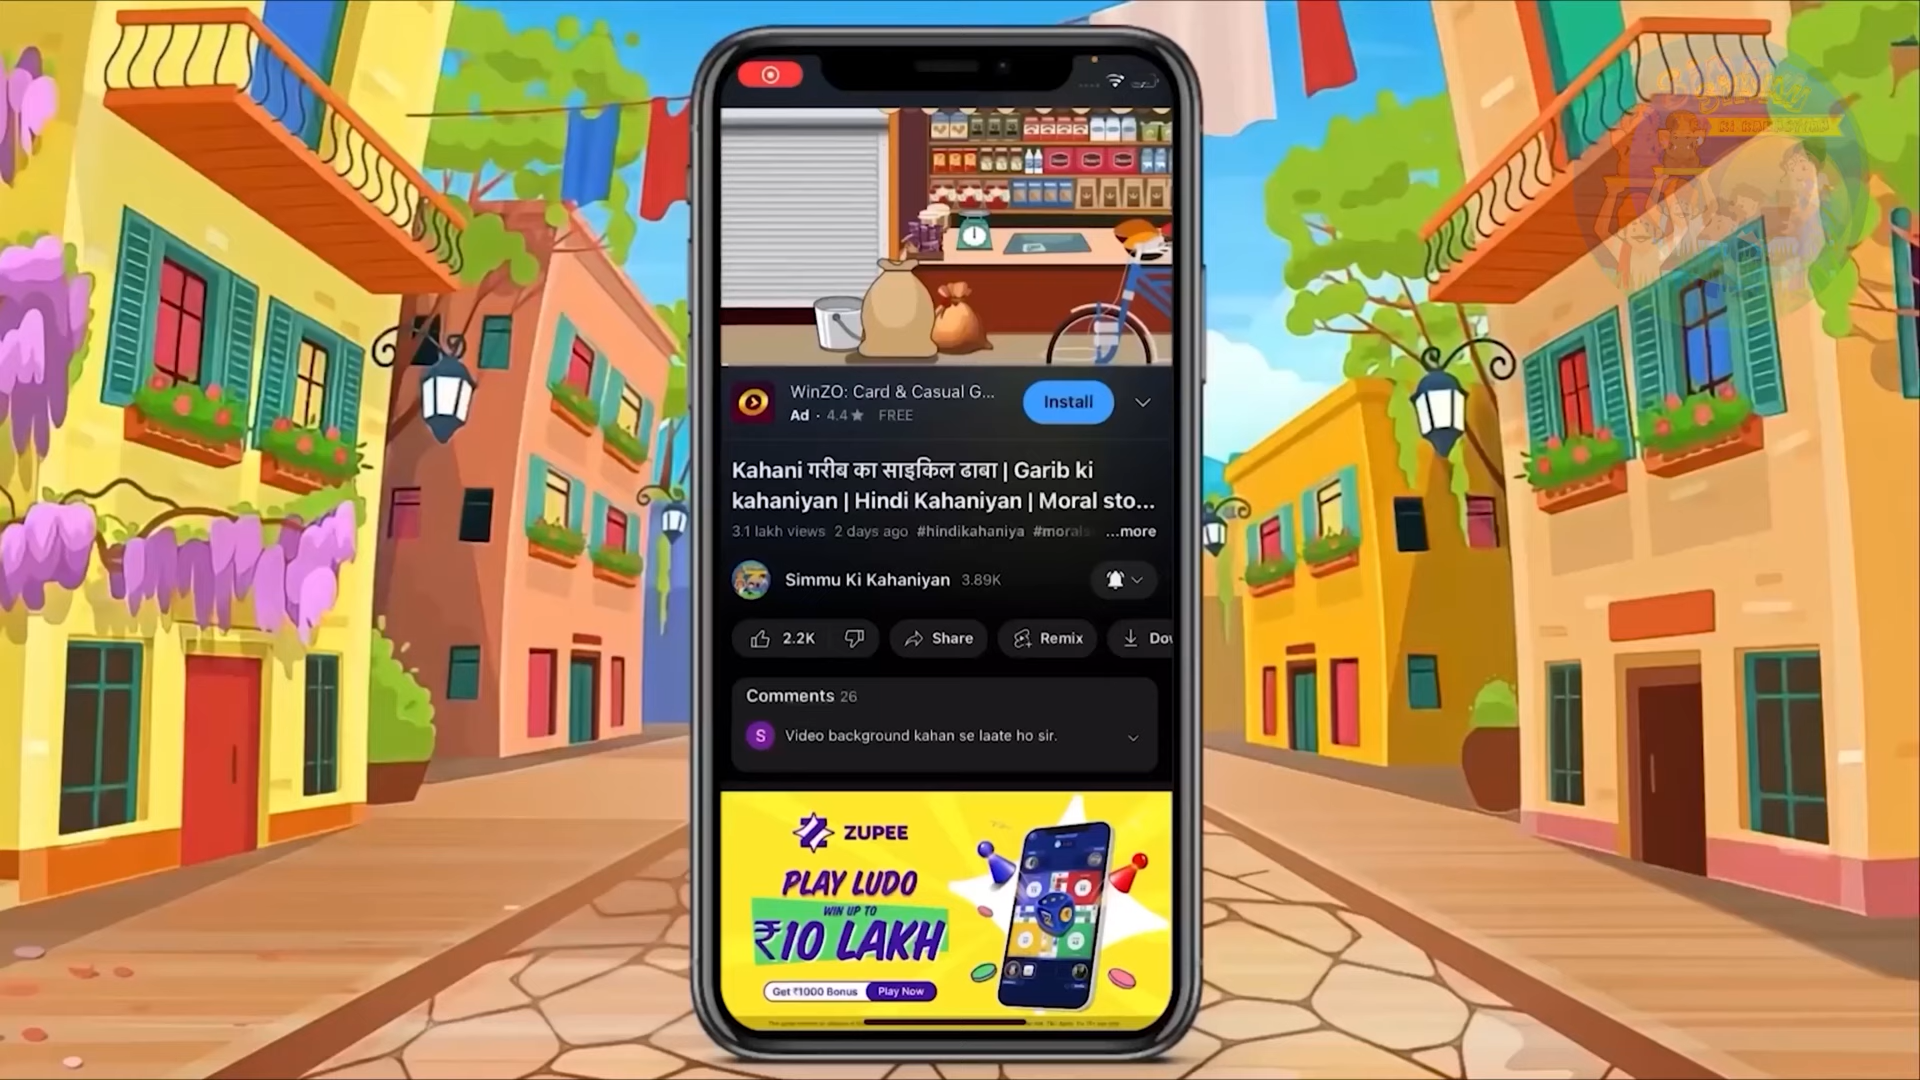 WinZO: Card & Casual G...
Install
Ad · 4.4★ FREE
Kahani गरीब का साइकिल ढाबा | Garib ki
kahaniyan | Hindi Kahaniyan | Moral sto...
3.1 lakh views 2 days ago #hindikahaniya #morals ...more
Simmu Ki Kahaniyan 3.89K
2.2K
Share
Remix
Dow
Comments 26
S
Video background kahan se laate ho sir.
ZUPEE
PLAY LUDO
WIN UP TO
₹10 LAKH
Get ₹1000 Bonus
Play Now